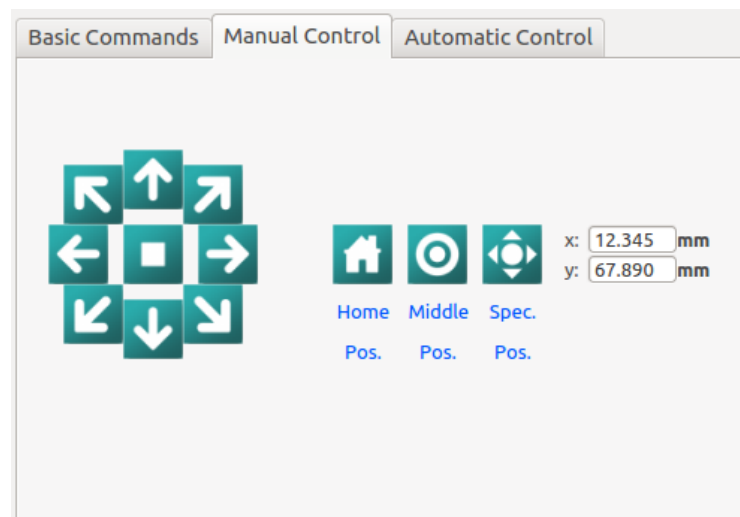 Basic Commands Manual Control Automatic Control
x: 12.345 mm
y: 67.890 mm
Home Middle Spec.
Pos. Pos. Pos.